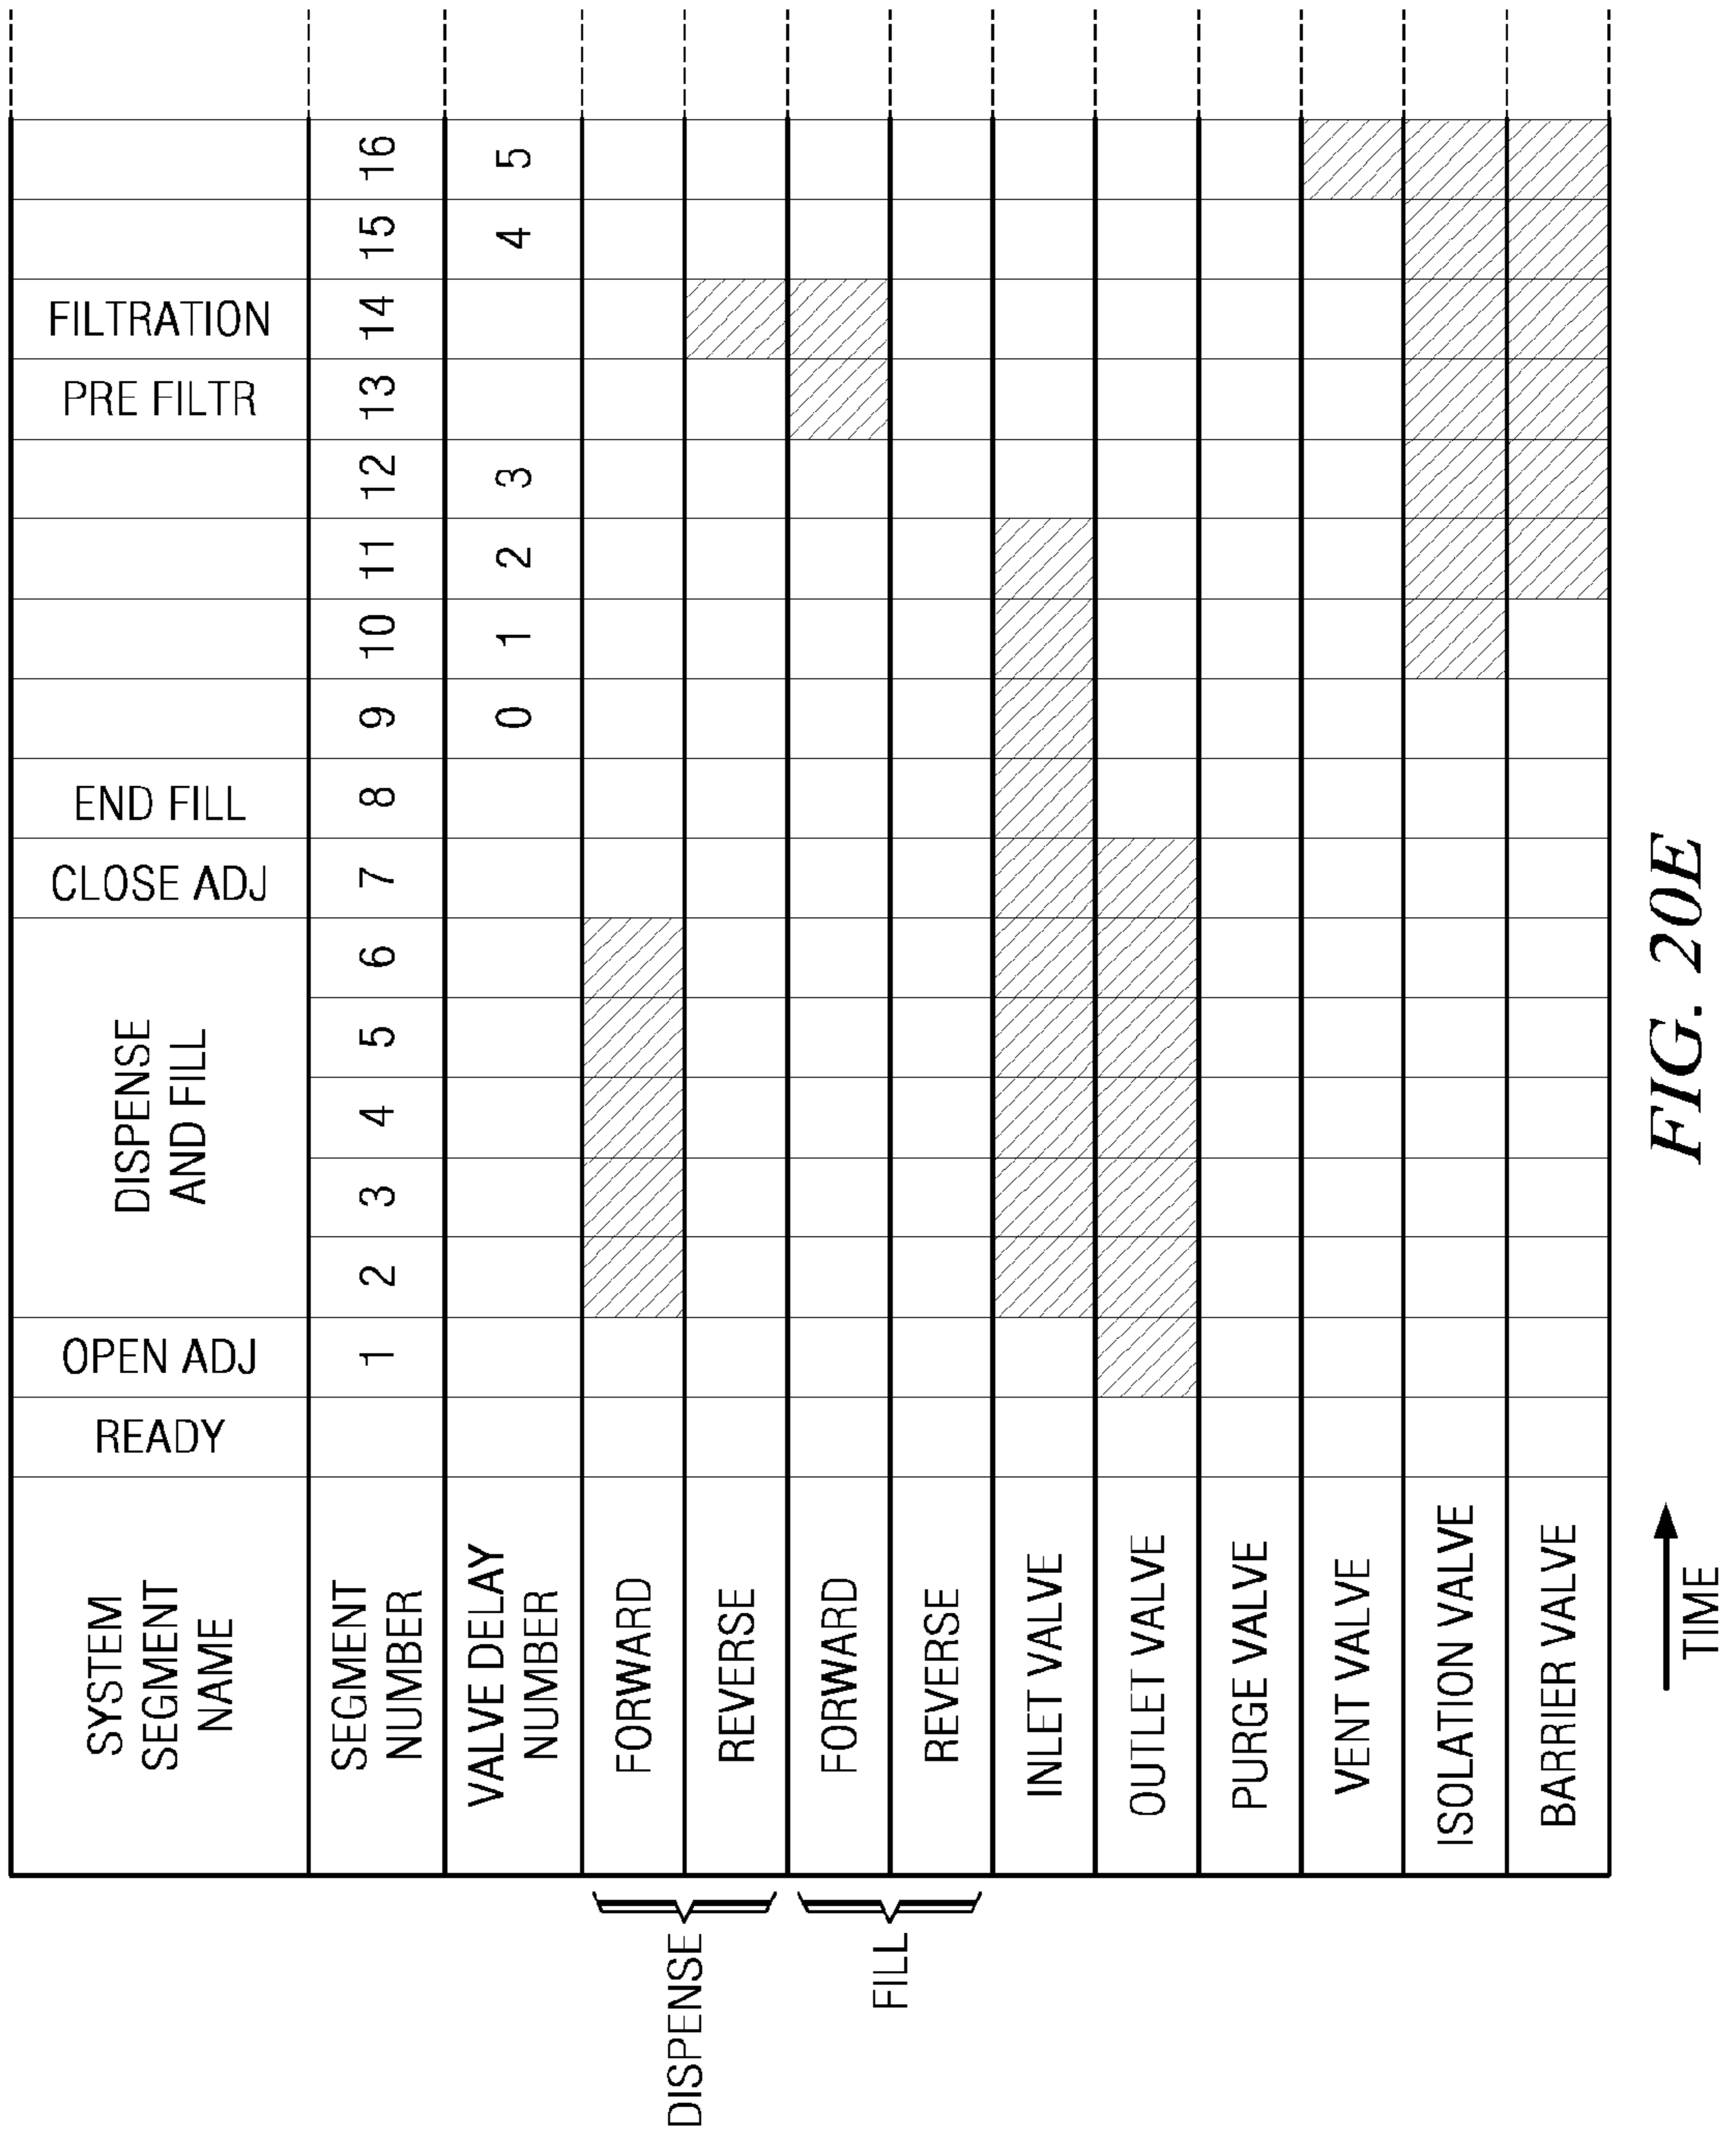 SYSTEM
SEGMENT
NAME
READY
OPEN ADJ
DISPENSE
AND FILL
CLOSE ADJ
END FILL
PRE FILTR
FILTRATION
SEGMENT
NUMBER
1 2 3 4 5 6 7 8 9 10 11 12 13 14 15 16
VALVE DELAY
NUMBER
0 1 2 3 4 5
DISPENSE
FORWARD
REVERSE
FILL
FORWARD
REVERSE
INLET VALVE
OUTLET VALVE
PURGE VALVE
VENT VALVE
ISOLATION VALVE
BARRIER VALVE
TIME
FIG. 20E